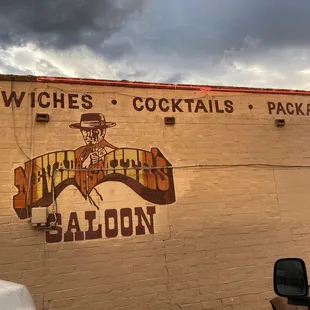 WICHES • COCKTAILS • PACKA
SALOON